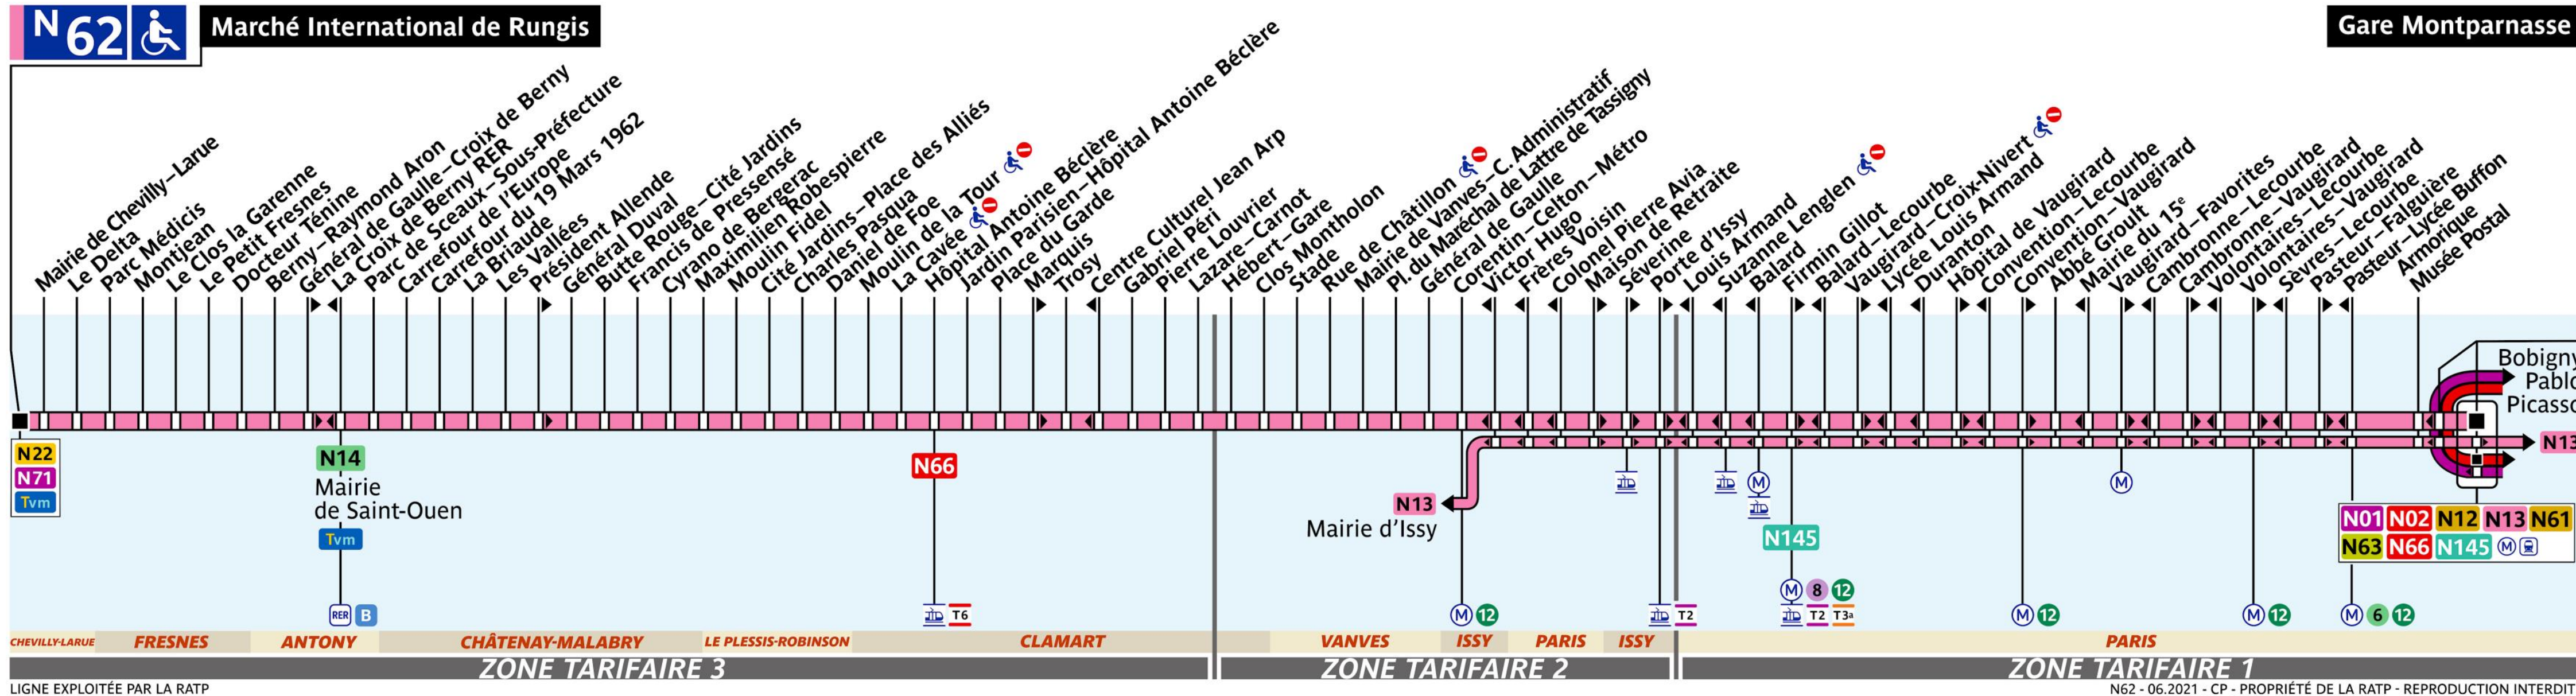 N62
Marché International de Rungis
Gare Montparnasse
Mairie de Chevilly–Larue
Le Delta
Parc Médicis
Montjean
Le Clos la Garenne
Le Petit Fresnes
Docteur Ténine
Berny–Raymond Aron
Général de Gaulle–Croix de Berny
La Croix de Berny RER
Parc de Sceaux–Sous-Préfecture
Carrefour de l'Europe
Carrefour du 19 Mars 1962
La Briaude
Les Vallées
Président Allende
Général Duval
Butte Rouge–Cité Jardins
Francis de Pressensé
Cyrano de Bergerac
Maximilien Robespierre
Moulin Fidel
Cité Jardins–Place des Alliés
Charles Pasqua
Daniel de Foe
Moulin de la Tour
La Cavée
Hôpital Antoine Béclère
Jardin Parisien–Hôpital Antoine Béclère
Place du Garde
Marquis
Trosy
Centre Culturel Jean Arp
Gabriel Péri
Pierre Louvrier
Lazare–Carnot
Hébert–Gare
Clos Montholon
Stade
Rue de Châtillon
Mairie de Vanves–C. Administratif
Pl. du Maréchal de Lattre de Tassigny
Général de Gaulle
Corentin–Celton–Métro
Victor Hugo
Frères Voisin
Colonel Pierre Avia
Maison de Retraite
Séverine
Porte d'Issy
Louis Armand
Suzanne Lenglen
Balard
Firmin Gillot
Balard–Lecourbe
Vaugirard–Croix-Nivert
Lycée Louis Armand
Duranton
Hôpital de Vaugirard
Convention–Lecourbe
Convention–Vaugirard
Abbé Groult
Mairie du 15e
Vaugirard–Favorites
Cambronne–Lecourbe
Cambronne–Vaugirard
Volontaires–Lecourbe
Volontaires–Vaugirard
Sèvres–Lecourbe
Pasteur–Falguière
Pasteur–Lycée Buffon
Armorique
Musée Postal
Bobigny
Pablo
Picasso
N13
N22
N71
Tvm
N14
Mairie
de Saint-Ouen
Tvm
RER B
N66
T6
N13
Mairie d'Issy
M 12
T2
M
N145
M 8 12
T2 T3a
M 12
M
M 12
M 6 12
N01 N02 N12 N13 N61
N63 N66 N145 M
CHEVILLY-LARUE FRESNES ANTONY CHÂTENAY-MALABRY LE PLESSIS-ROBINSON CLAMART VANVES ISSY PARIS ISSY PARIS
ZONE TARIFAIRE 3 ZONE TARIFAIRE 2 ZONE TARIFAIRE 1
LIGNE EXPLOITÉE PAR LA RATP
N62 - 06.2021 - CP - PROPRIÉTÉ DE LA RATP - REPRODUCTION INTERDIT